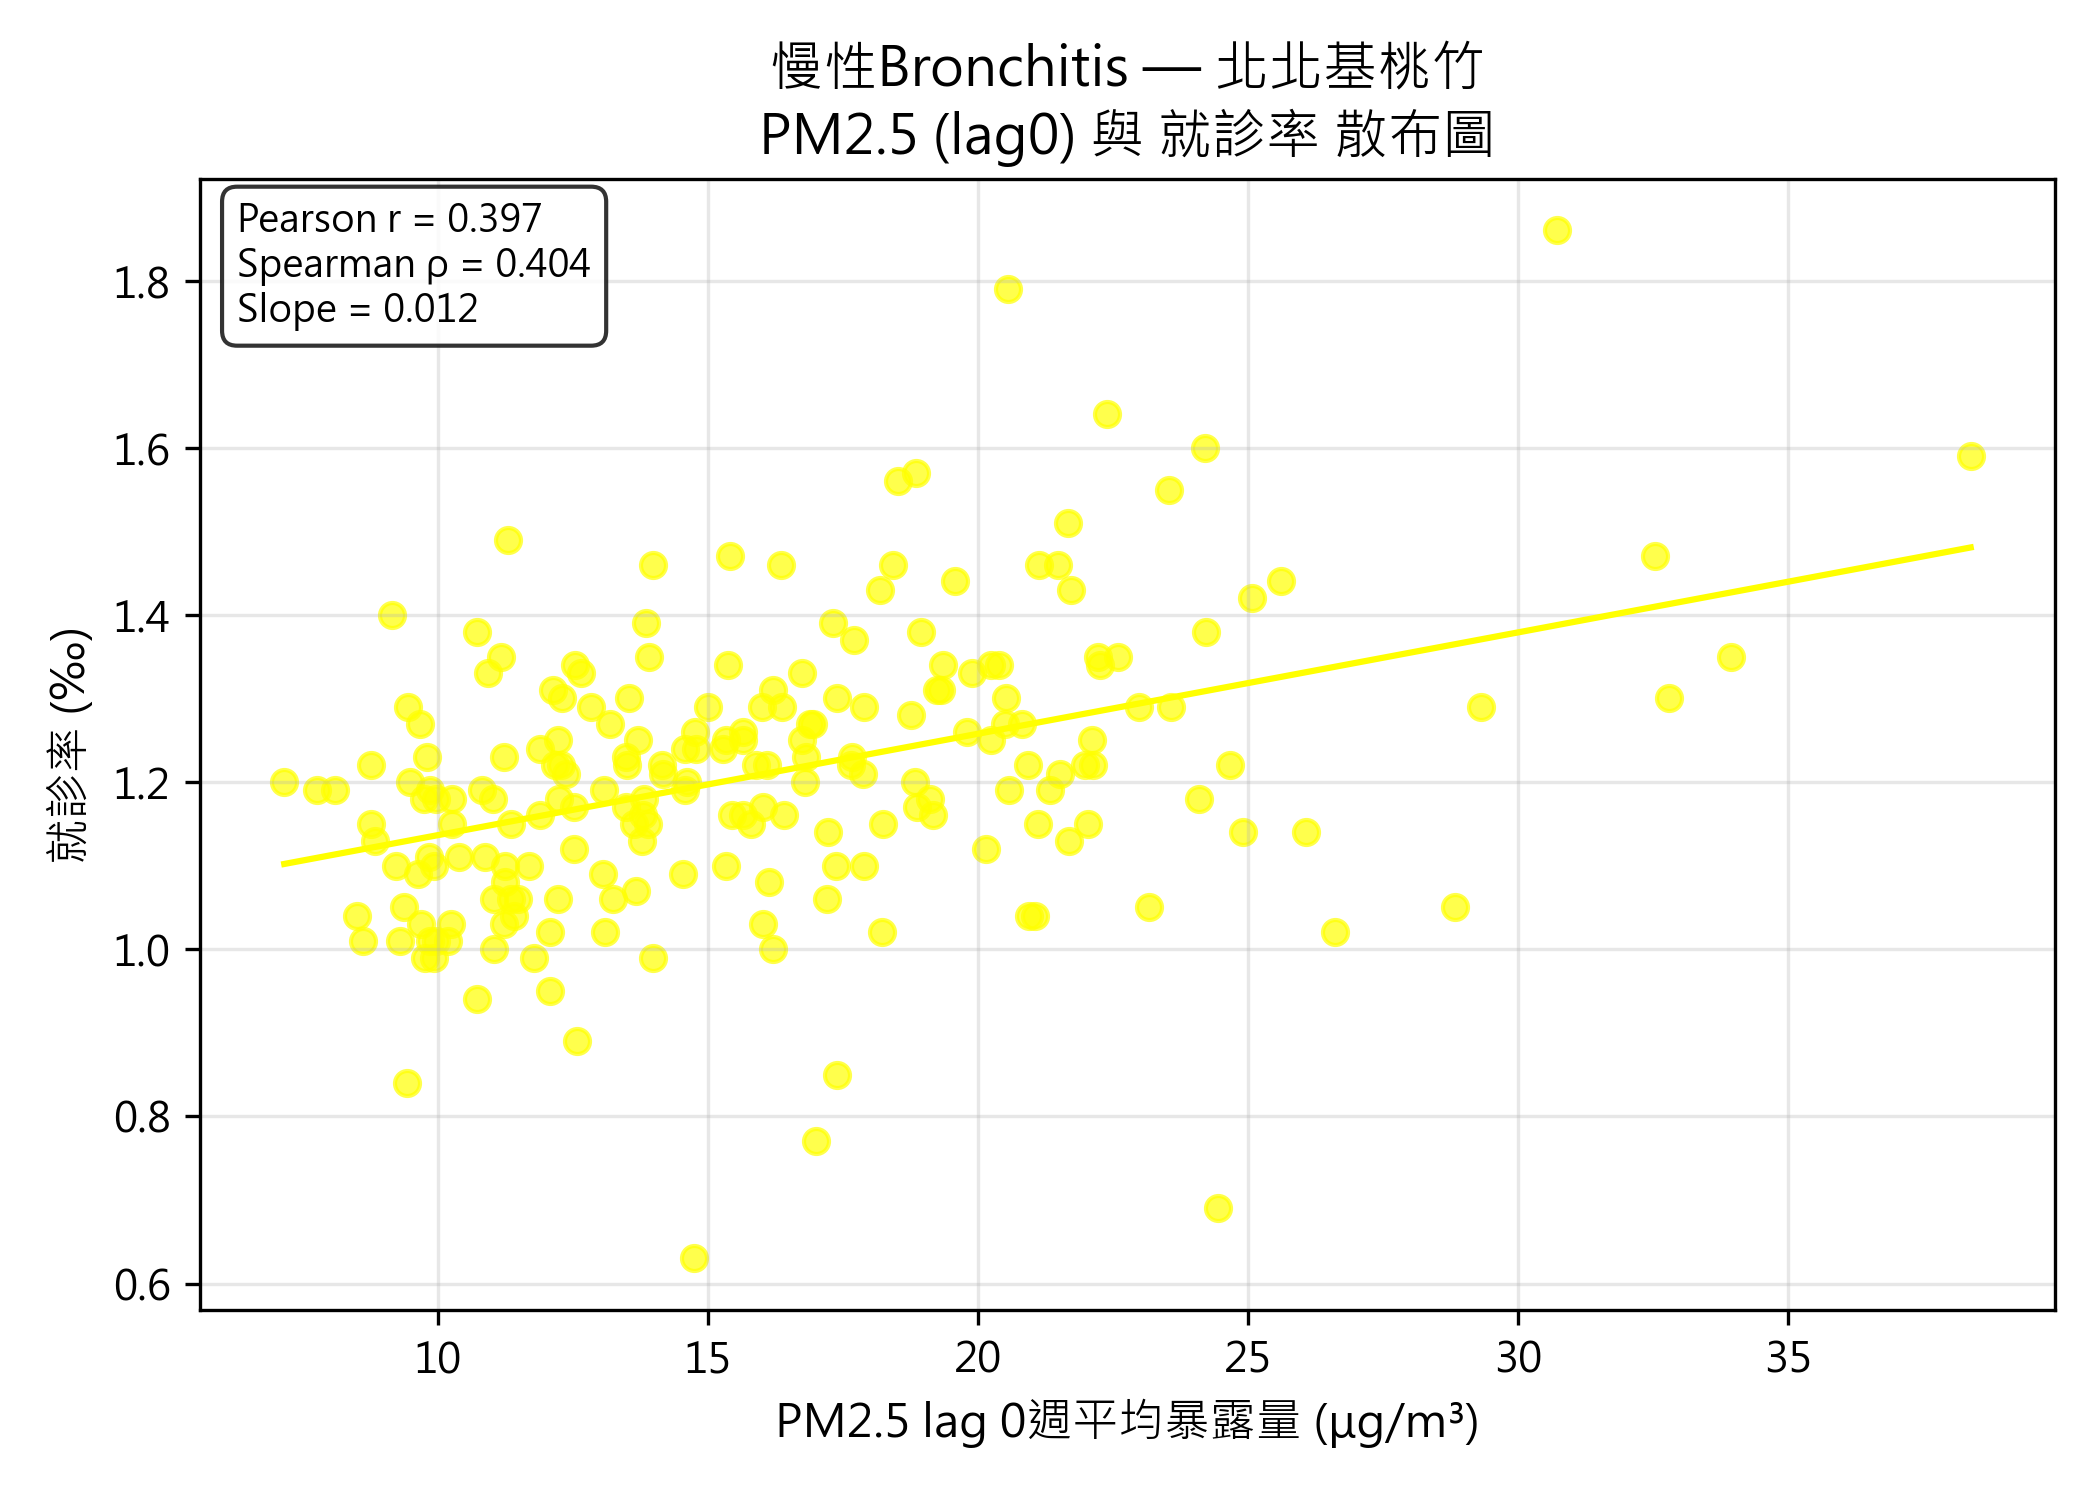 慢性Bronchitis — 北北基桃竹
PM2.5 (lag0) 與 就診率 散布圖
Pearson r = 0.397
Spearman ρ = 0.404
Slope = 0.012
就診率 (‰)
1.8
1.6
1.4
1.2
1.0
0.8
0.6
10 15 20 25 30 35
PM2.5 lag 0週平均暴露量 (μg/m³)